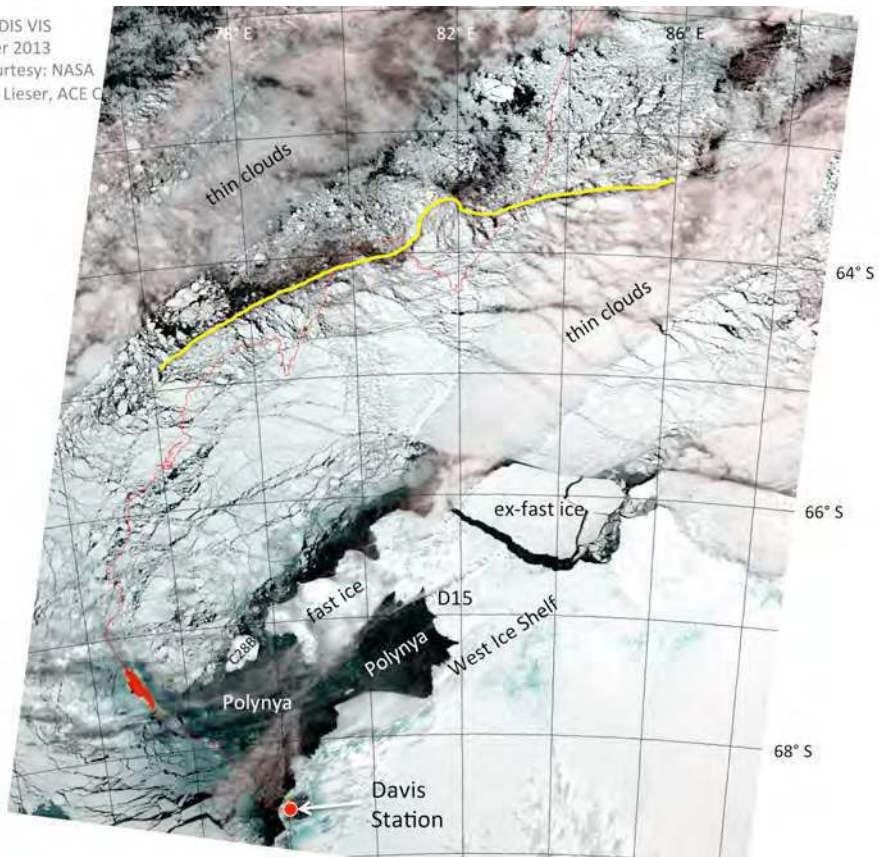 DIS VIS
er 2013
urtesy: NASA
Lieser, ACE C
78° E
82° E
86° E
thin clouds
64° S
thin clouds
ex-fast ice
66° S
fast ice
D15
C28B
Polynya
West Ice Shelf
Polynya
68° S
Davis
Station